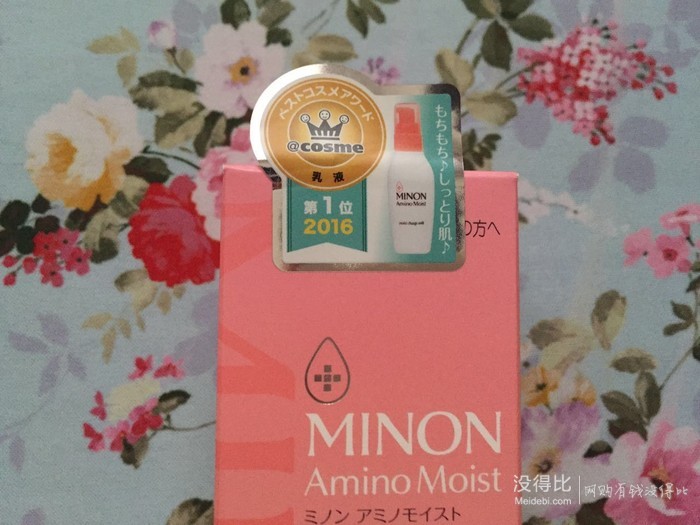 ベストコスメアワード
@cosme
乳液
第1位
2016
もちもち♪しっとり肌♪
MINON
Amino Moist
の方へ
MINON
Amino Moist
ミノン アミノモイスト
没得比
Meidebi.com
阿购有钱没得比